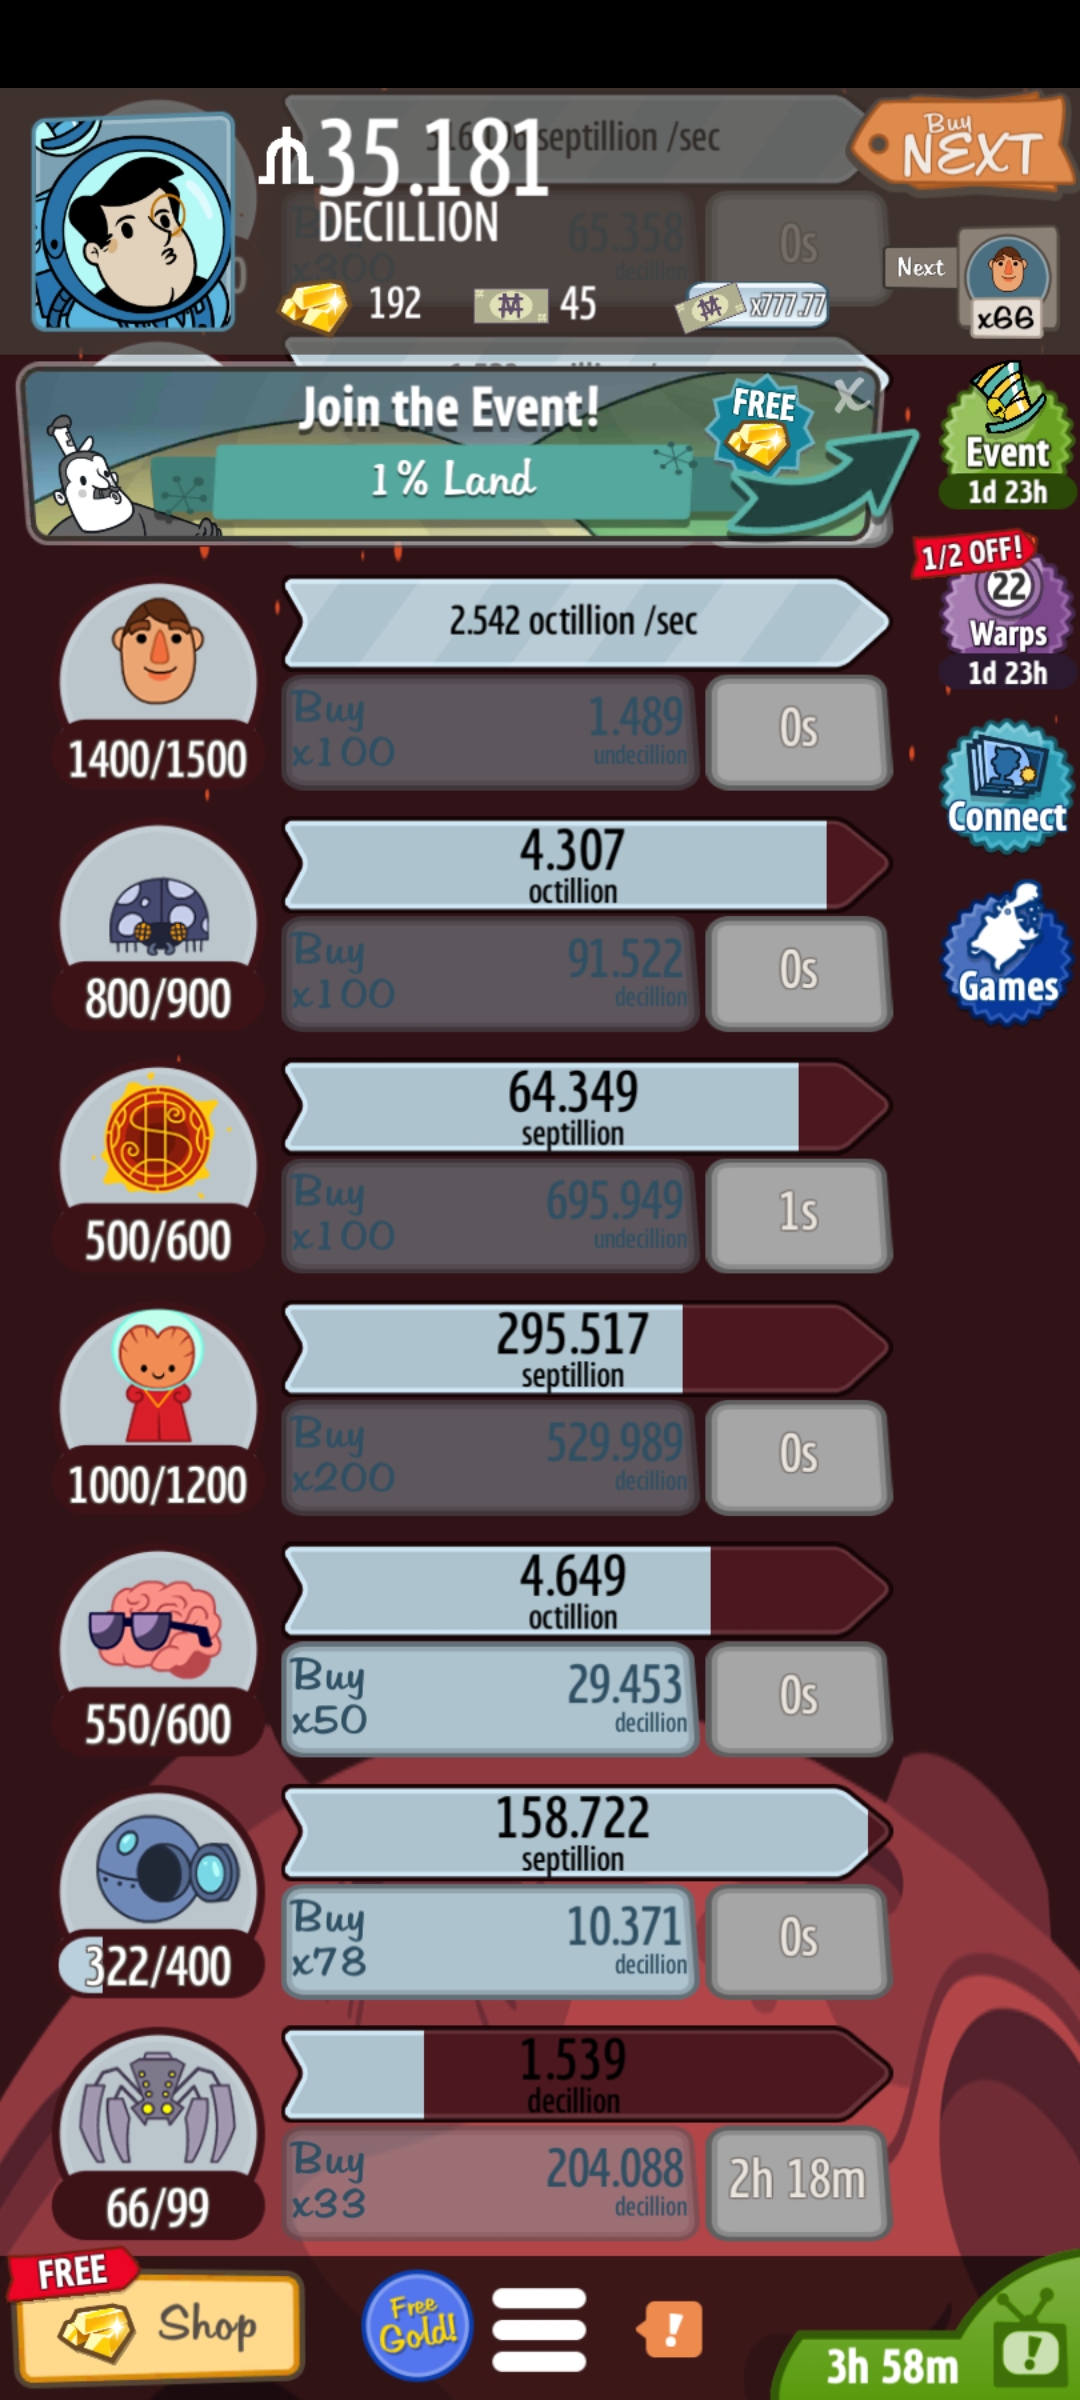 35.181
DECILLION
septillion /sec
Buy
NEXT
x300
65.358
decillion
0s
192
45
x777.77
Next
x66
Join the Event!
1% Land
FREE
X
Event
1d 23h
1/2 OFF!
22
Warps
1d 23h
Connect
Games
2.542 octillion /sec
Buy
x100
1.489
undecillion
0s
1400/1500
4.307
octillion
Buy
x100
91.522
decillion
0s
800/900
64.349
septillion
Buy
x100
695.949
undecillion
1s
500/600
295.517
septillion
Buy
x200
529.989
decillion
0s
1000/1200
4.649
octillion
Buy
x50
29.453
decillion
0s
550/600
158.722
septillion
Buy
x78
10.371
decillion
0s
322/400
1.539
decillion
Buy
x33
204.088
decillion
2h 18m
66/99
FREE
Shop
Free
Gold!
!
3h 58m
!